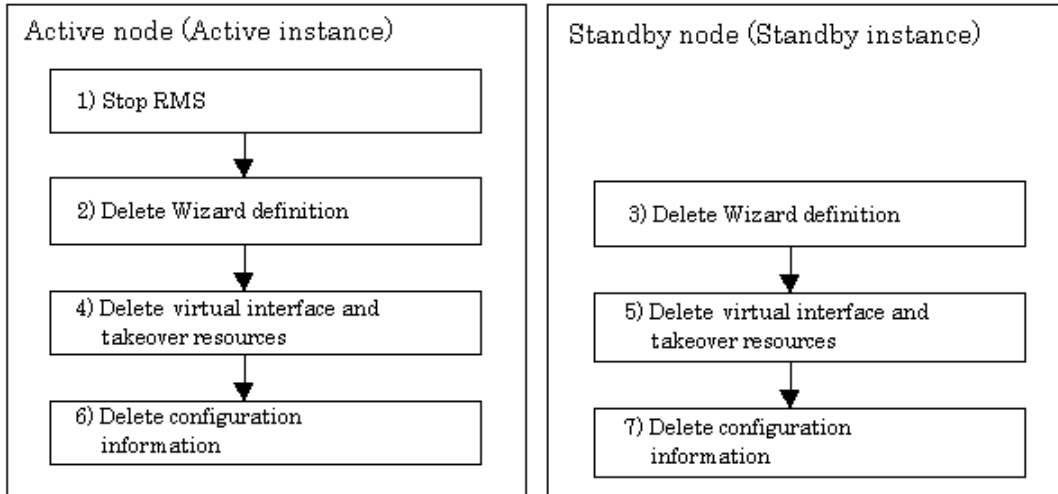 Active node (Active instance)
1) Stop RMS
2) Delete Wizard definition
4) Delete virtual interface and
takeover resources
6) Delete configuration
information
Standby node (Standby instance)
3) Delete Wizard definition
5) Delete virtual interface and
takeover resources
7) Delete configuration
information